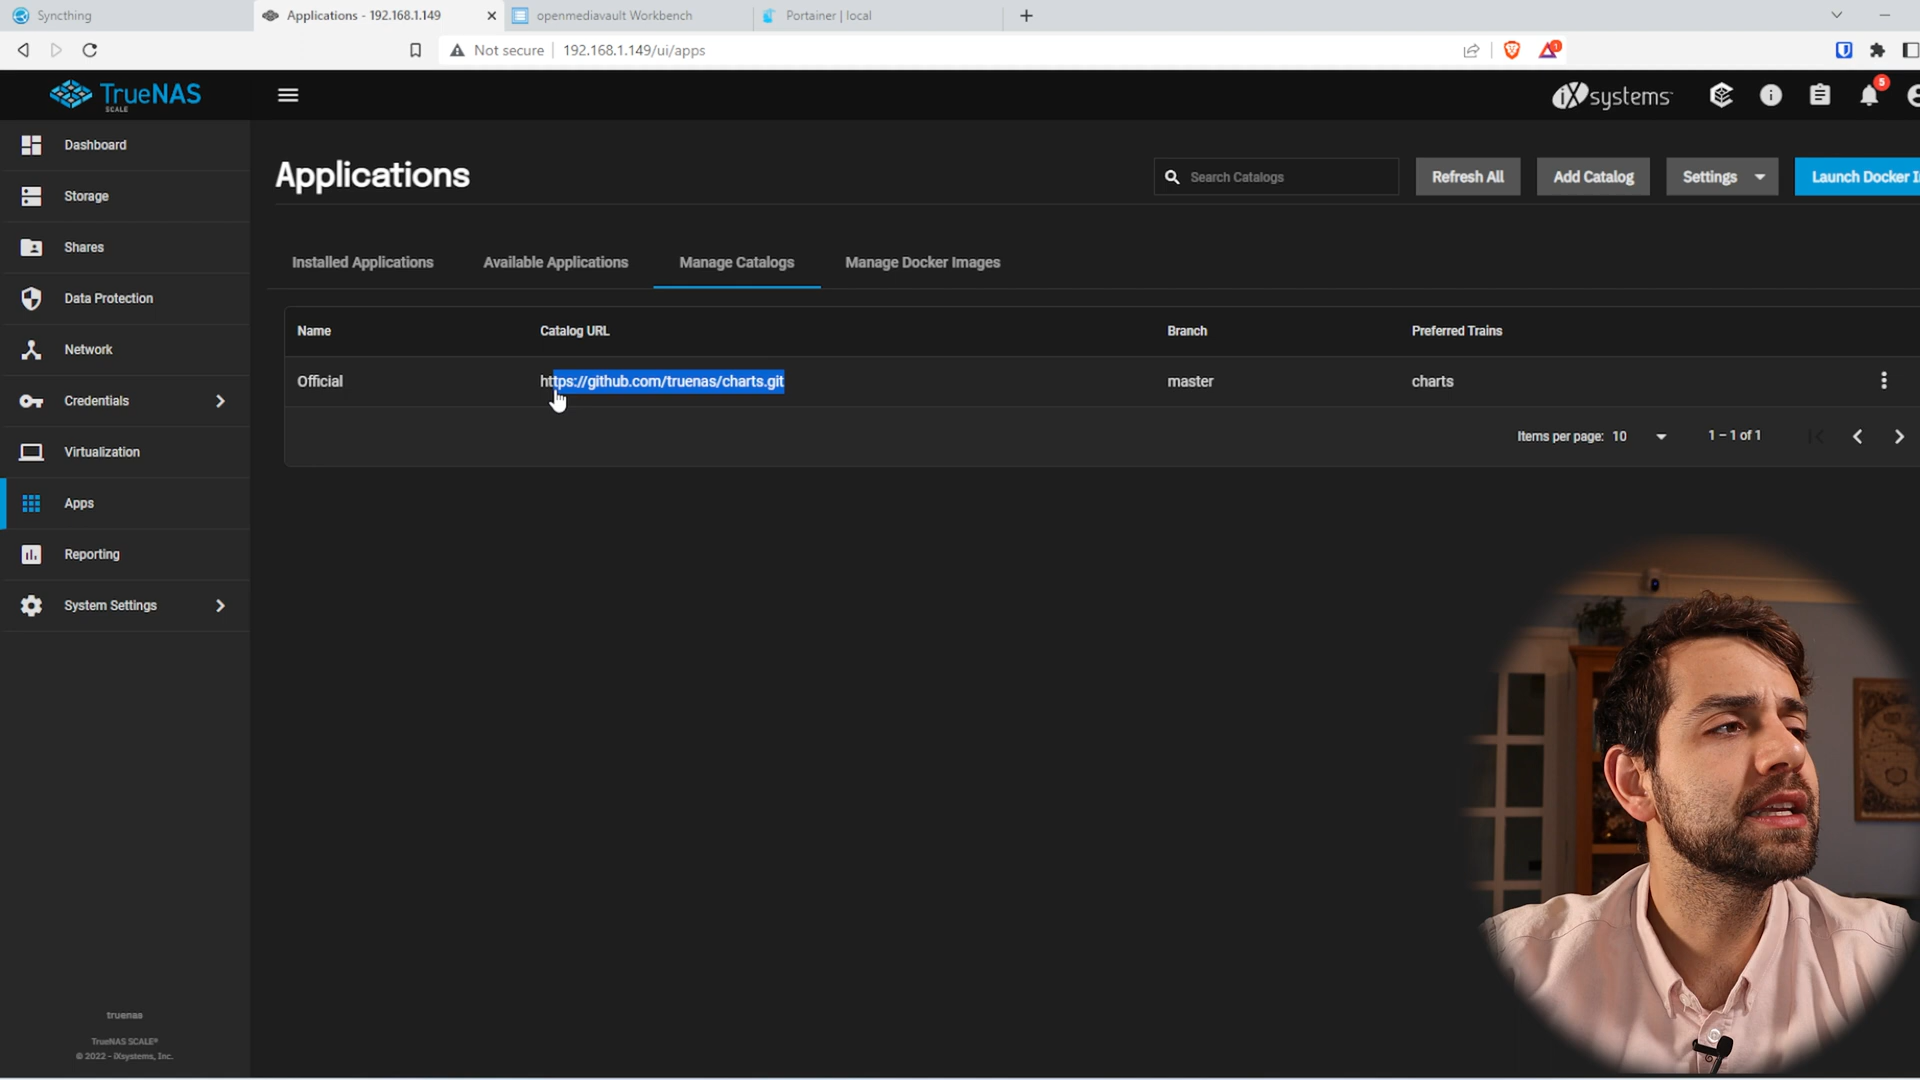 Syncthing
Applications - 192.168.1.149
openmediavault Workbench
Portainer | local
Not secure
192.168.1.149/ui/apps
1
TrueNAS
SCALE
iXsystems
5
Dashboard
Storage
Shares
Data Protection
Network
Credentials
Virtualization
Apps
Reporting
System Settings
truenas
TrueNAS SCALE®
© 2022 - iXsystems, Inc.
Applications
Search Catalogs
Refresh All
Add Catalog
Settings
Launch Docker I
Installed Applications
Available Applications
Manage Catalogs
Manage Docker Images
Name
Catalog URL
Branch
Preferred Trains
Official
https://github.com/truenas/charts.git
master
charts
Items per page: 10
1 – 1 of 1